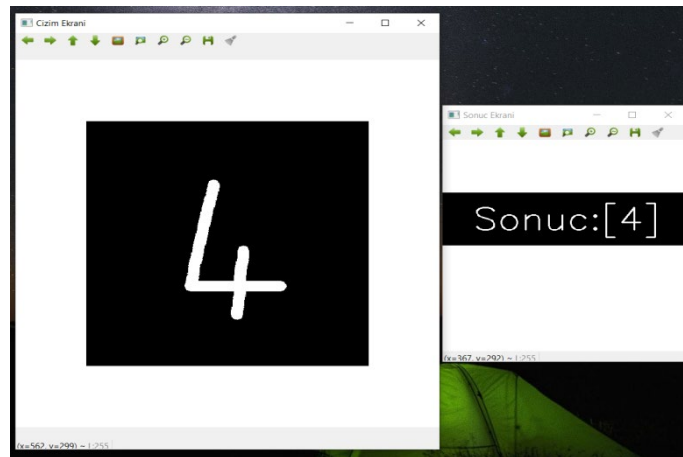 Cizim Ekrani
4
(x=562, y=299) ~ L:255
Sonuc Ekrani
Sonuc:[4]
(x=367, y=292) ~ L:255